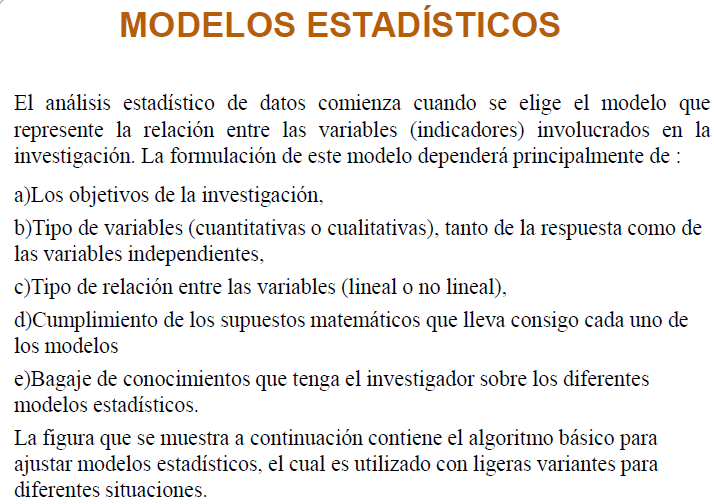 MODELOS ESTADÍSTICOS
El análisis estadístico de datos comienza cuando se elige el modelo que
represente la relación entre las variables (indicadores) involucrados en la
investigación. La formulación de este modelo dependerá principalmente de :
a)Los objetivos de la investigación,
b)Tipo de variables (cuantitativas o cualitativas), tanto de la respuesta como de
las variables independientes,
c)Tipo de relación entre las variables (lineal o no lineal),
d)Cumplimiento de los supuestos matemáticos que lleva consigo cada uno de
los modelos
e)Bagaje de conocimientos que tenga el investigador sobre los diferentes
modelos estadísticos.
La figura que se muestra a continuación contiene el algoritmo básico para
ajustar modelos estadísticos, el cual es utilizado con ligeras variantes para
diferentes situaciones.